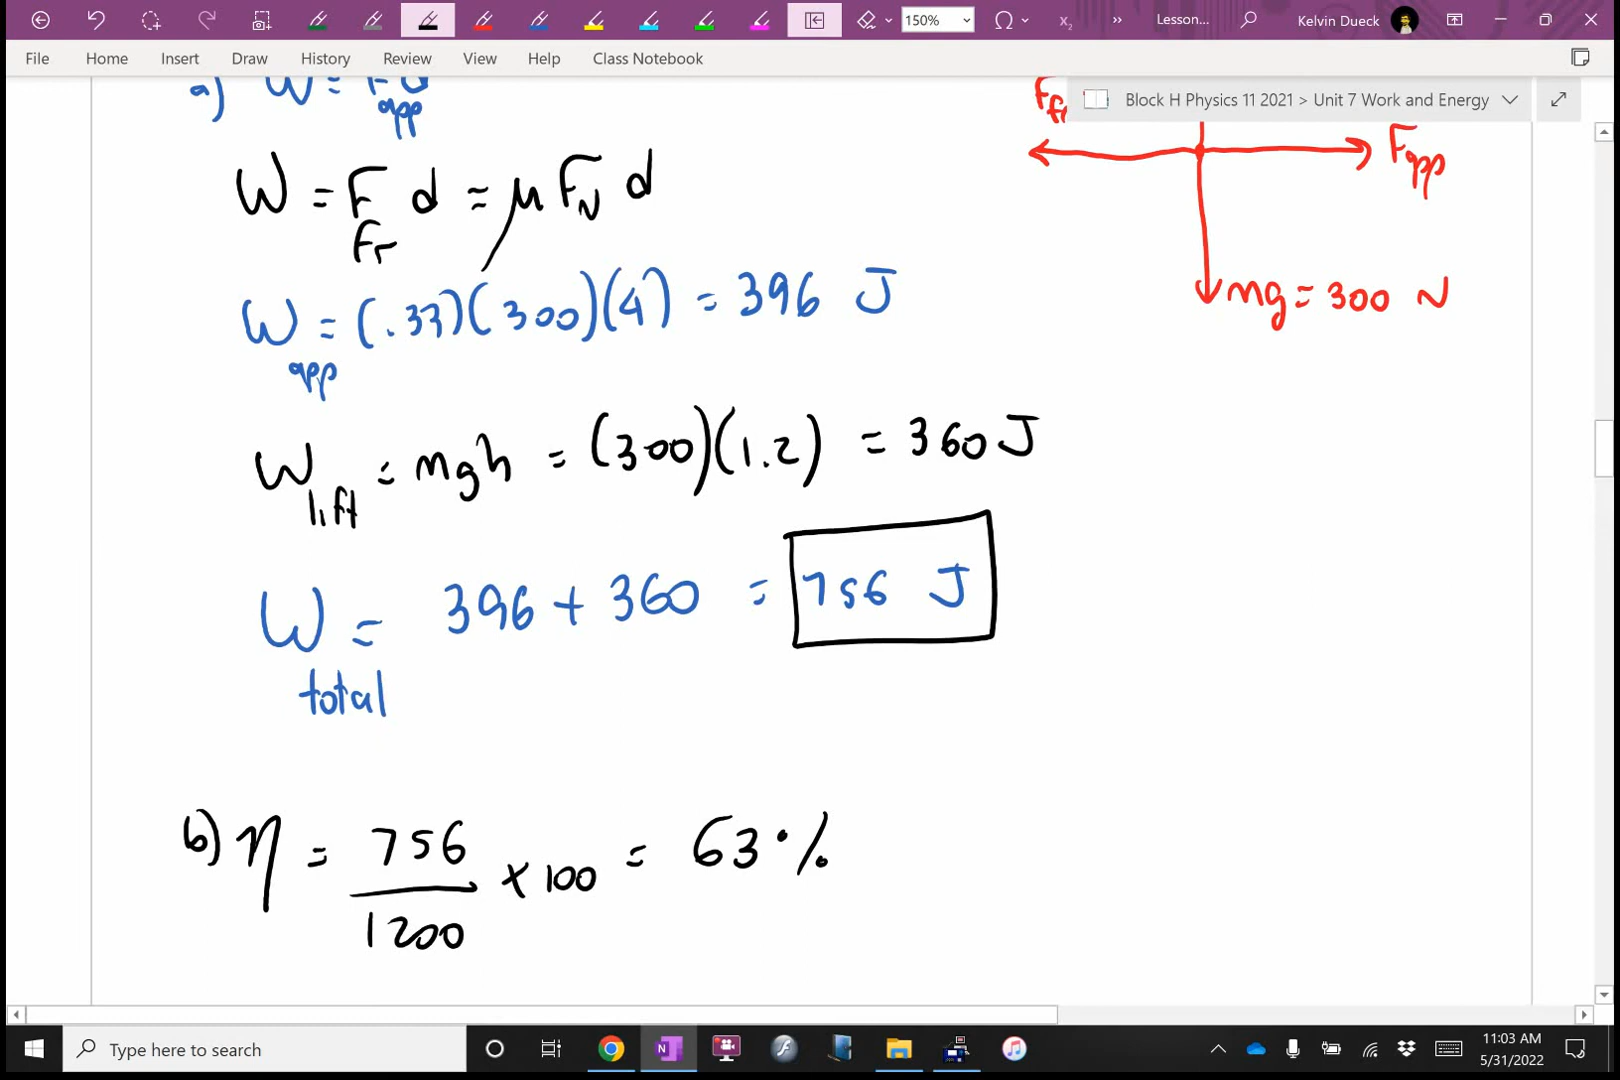 150%
Lesson...
Kelvin Dueck
File Home Insert Draw History Review View Help Class Notebook
Block H Physics 11 2021 > Unit 7 Work and Energy
a) W = F d
app
W = F d = μ F_N d
Fr
W = (.33)(300)(4) = 396 J
app
W = mgh = (300)(1.2) = 360 J
lift
W = 396 + 360 = 756 J
total
b) η = 756 × 100 = 63%
1200
F_fr
F_app
mg = 300 N
Type here to search
11:03 AM
5/31/2022